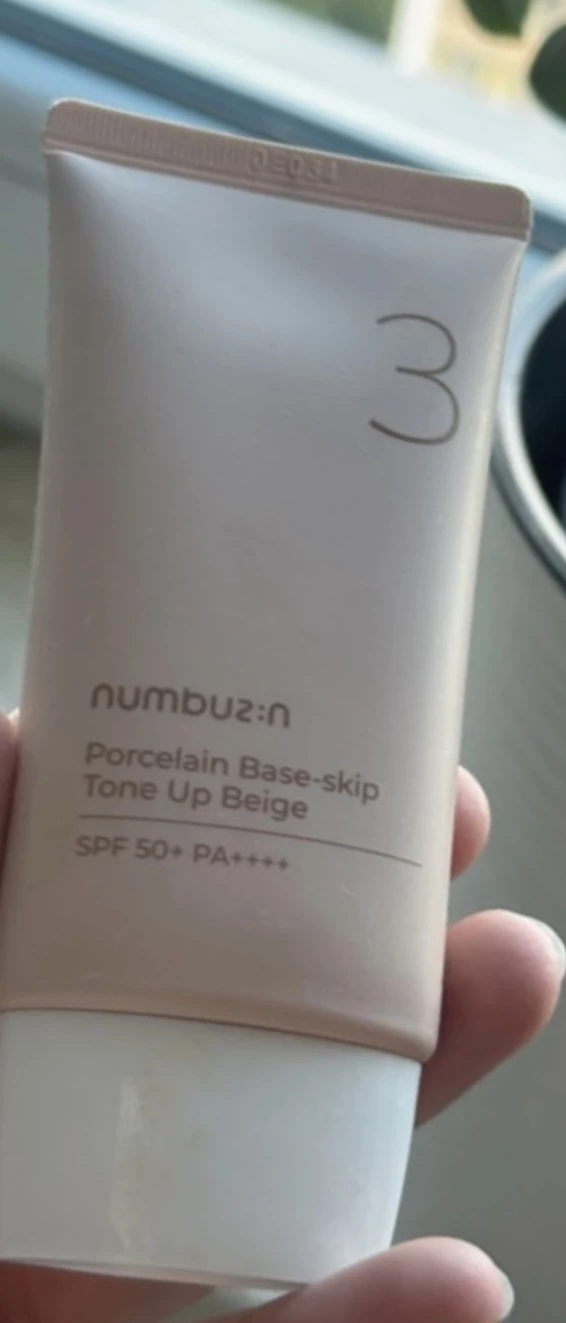 3
numbuz:n
Porcelain Base-skip
Tone Up Beige
SPF 50+ PA++++